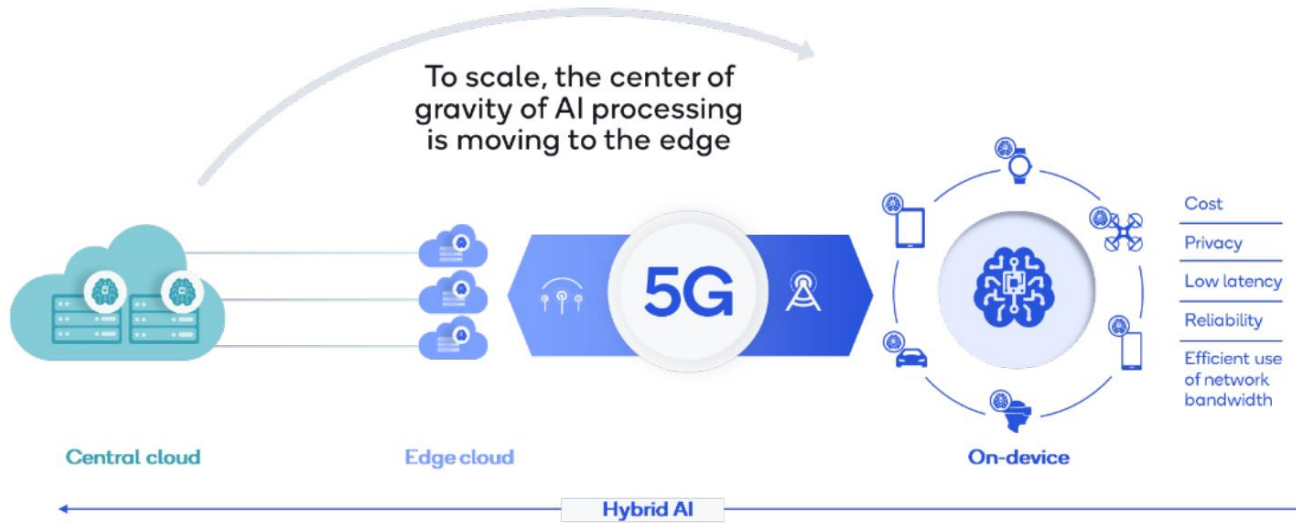 To scale, the center of
gravity of AI processing
is moving to the edge
5G
Cost
Privacy
Low latency
Reliability
Efficient use
of network
bandwidth
Central cloud
Edge cloud
On-device
Hybrid AI